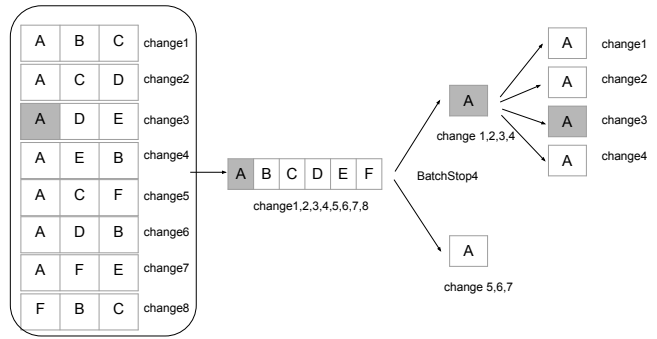 A B C change1
A C D change2
A D E change3
A E B change4
A C F change5
A D B change6
A F E change7
F B C change8
A B C D E F
change1,2,3,4,5,6,7,8
A
change 1,2,3,4
BatchStop4
A
change 5,6,7
A change1
A change2
A change3
A change4